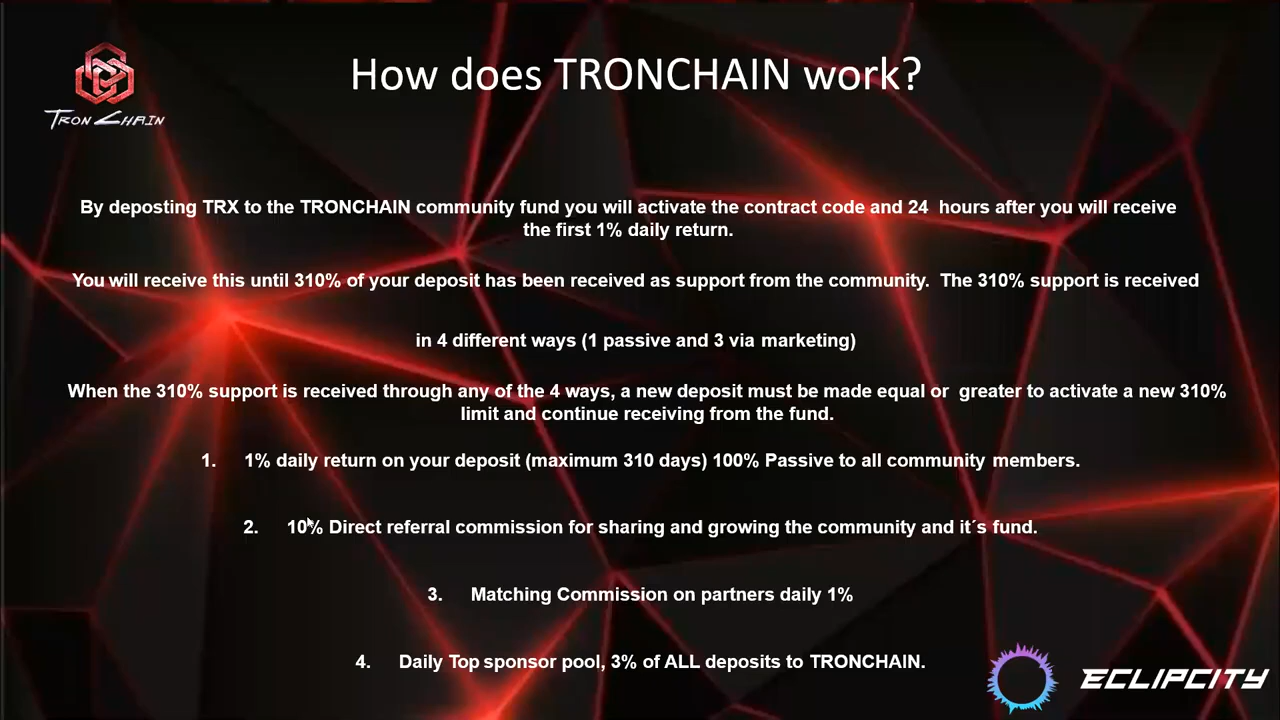 How does TRONCHAIN work?
TRON CHAIN
By deposting TRX to the TRONCHAIN community fund you will activate the contract code and 24 hours after you will receive
the first 1% daily return.
You will receive this until 310% of your deposit has been received as support from the community. The 310% support is received
in 4 different ways (1 passive and 3 via marketing)
When the 310% support is received through any of the 4 ways, a new deposit must be made equal or greater to activate a new 310%
limit and continue receiving from the fund.
1. 1% daily return on your deposit (maximum 310 days) 100% Passive to all community members.
2. 10% Direct referral commission for sharing and growing the community and it´s fund.
3. Matching Commission on partners daily 1%
4. Daily Top sponsor pool, 3% of ALL deposits to TRONCHAIN.
ECLIPCITY